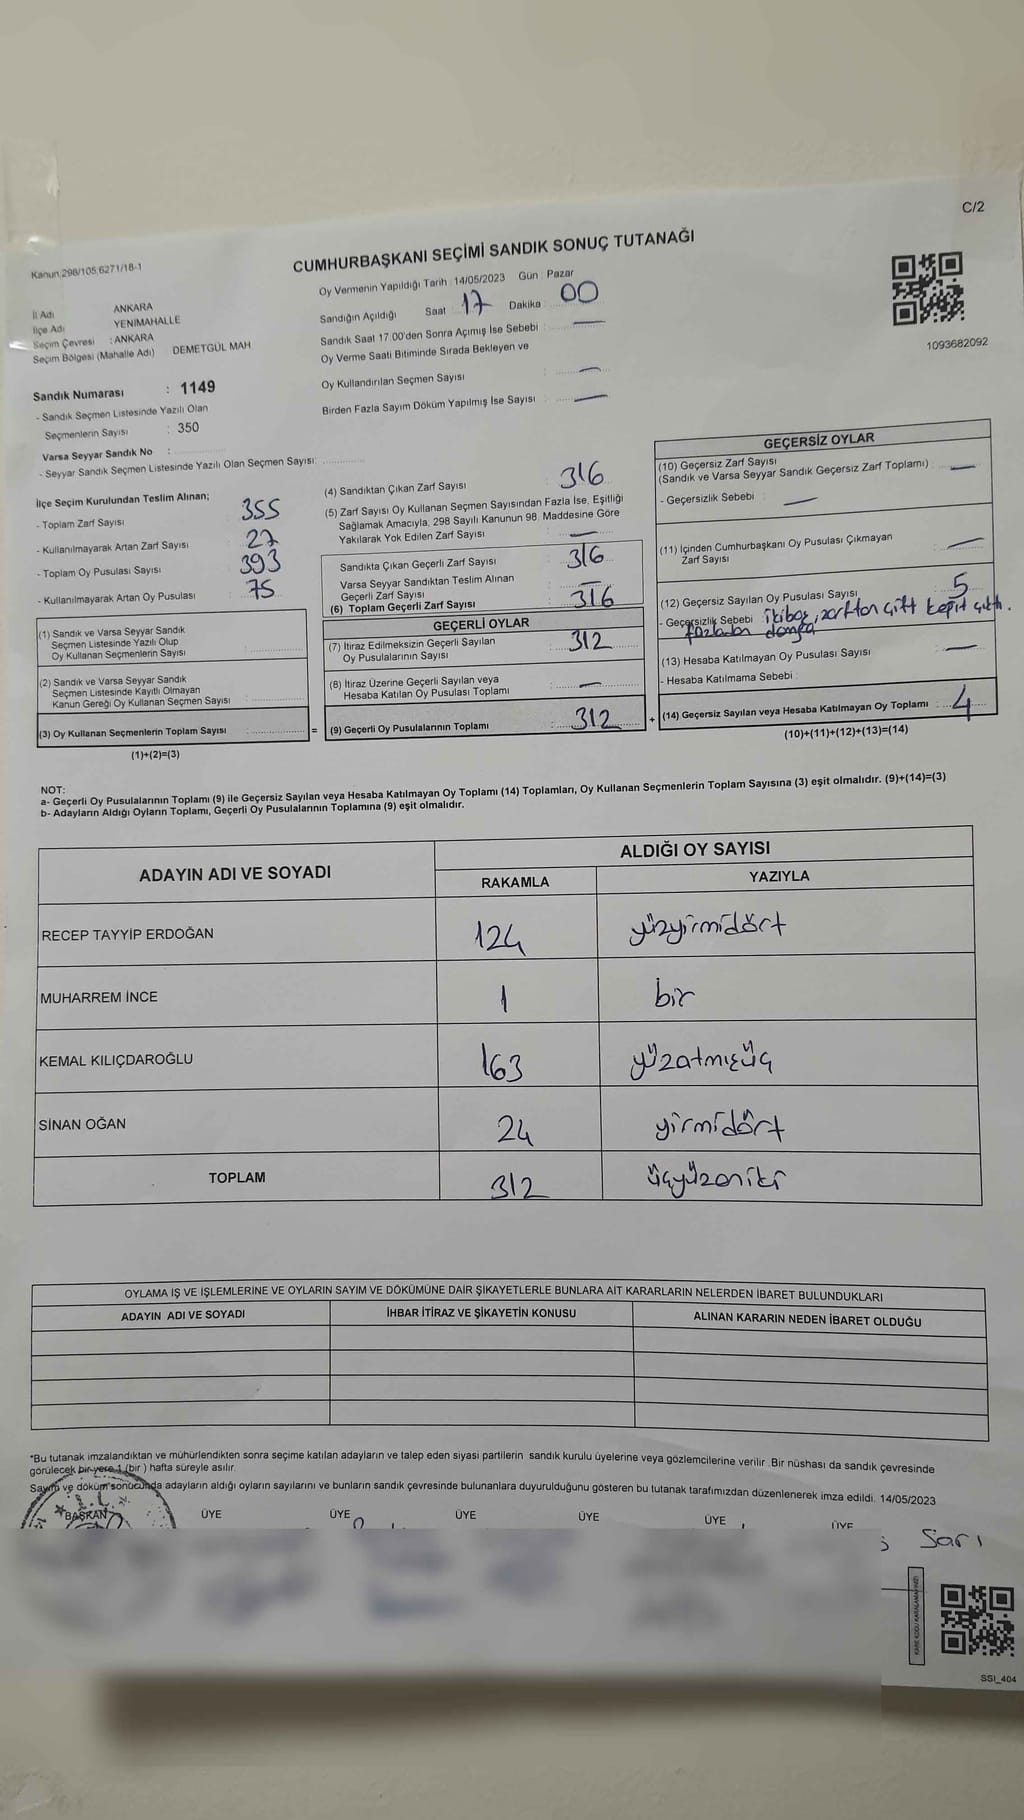 C/2
Kanun 298/105,6271/18-1
CUMHURBAŞKANI SEÇİMİ SANDIK SONUÇ TUTANAĞI
Oy Vermenin Yapıldığı Tarih : 14/05/2023 Gün : Pazar
İl Adı ANKARA
İlçe Adı YENİMAHALLE
Seçim Çevresi : ANKARA
Seçim Bölgesi (Mahalle Adı) DEMETGÜL MAH
Sandığın Açıldığı Saat : 17 Dakika : 00
Sandık Saat 17.00'den Sonra Açımış İse Sebebi : —
Oy Verme Saati Bitiminde Sırada Bekleyen ve
Oy Kullandırılan Seçmen Sayısı : —
Birden Fazla Sayım Döküm Yapılmış İse Sayısı : —
1093682092
Sandık Numarası : 1149
- Sandık Seçmen Listesinde Yazılı Olan
Seçmenlerin Sayısı : 350
Varsa Seyyar Sandık No :
- Seyyar Sandık Seçmen Listesinde Yazılı Olan Seçmen Sayısı:
İlçe Seçim Kurulundan Teslim Alınan;
- Toplam Zarf Sayısı : 355
- Kullanılmayarak Artan Zarf Sayısı : 27
- Toplam Oy Pusulası Sayısı : 393
- Kullanılmayarak Artan Oy Pusulası : 75
(1) Sandık ve Varsa Seyyar Sandık
Seçmen Listesinde Yazılı Olup
Oy Kullanan Seçmenlerin Sayısı :
(2) Sandık ve Varsa Seyyar Sandık
Seçmen Listesinde Kayıtlı Olmayan
Kanun Gereği Oy Kullanan Seçmen Sayısı :
(3) Oy Kullanan Seçmenlerin Toplam Sayısı : =
(1)+(2)=(3)
(4) Sandıktan Çıkan Zarf Sayısı : 316
(5) Zarf Sayısı Oy Kullanan Seçmen Sayısından Fazla İse, Eşitliği
Sağlamak Amacıyla, 298 Sayılı Kanunun 98. Maddesine Göre
Yakılarak Yok Edilen Zarf Sayısı : —
Sandıkta Çıkan Geçerli Zarf Sayısı : 316
Varsa Seyyar Sandıktan Teslim Alınan
Geçerli Zarf Sayısı : —
(6) Toplam Geçerli Zarf Sayısı : 316
GEÇERLİ OYLAR
(7) İtiraz Edilmeksizin Geçerli Sayılan
Oy Pusulalarının Sayısı : 312
(8) İtiraz Üzerine Geçerli Sayılan veya
Hesaba Katılan Oy Pusulası Toplamı : —
(9) Geçerli Oy Pusulalarının Toplamı : 312 +
GEÇERSİZ OYLAR
(10) Geçersiz Zarf Sayısı
(Sandık ve Varsa Seyyar Sandık Geçersiz Zarf Toplamı) : —
- Geçersizlik Sebebi : —
(11) İçinden Cumhurbaşkanı Oy Pusulası Çıkmayan
Zarf Sayısı : —
(12) Geçersiz Sayılan Oy Pusulası Sayısı : 5
- Geçersizlik Sebebi : ikiboş, zarftan çift kağıt çıktı.
fazladan damga
(13) Hesaba Katılmayan Oy Pusulası Sayısı : —
- Hesaba Katılmama Sebebi :
(14) Geçersiz Sayılan veya Hesaba Katılmayan Oy Toplamı : 4
(10)+(11)+(12)+(13)=(14)
NOT:
a- Geçerli Oy Pusulalarının Toplamı (9) ile Geçersiz Sayılan veya Hesaba Katılmayan Oy Toplamı (14) Toplamları, Oy Kullanan Seçmenlerin Toplam Sayısına (3) eşit olmalıdır. (9)+(14)=(3)
b- Adayların Aldığı Oyların Toplamı, Geçerli Oy Pusulalarının Toplamına (9) eşit olmalıdır.
ADAYIN ADI VE SOYADI ALDIĞI OY SAYISI
RAKAMLA YAZIYLA
RECEP TAYYİP ERDOĞAN 124 yüzyirmidört
MUHARREM İNCE 1 bir
KEMAL KILIÇDAROĞLU 163 yüzatmışüç
SİNAN OĞAN 24 yirmidört
TOPLAM 312 üçyüzoniki
OYLAMA İŞ VE İŞLEMLERİNE VE OYLARIN SAYIM VE DÖKÜMÜNE DAİR ŞİKAYETLERLE BUNLARA AİT KARARLARIN NELERDEN İBARET BULUNDUKLARI
ADAYIN ADI VE SOYADI İHBAR İTİRAZ VE ŞİKAYETİN KONUSU ALINAN KARARIN NEDEN İBARET OLDUĞU
*Bu tutanak imzalandıktan ve mühürlendikten sonra seçime katılan adayların ve talep eden siyasi partilerin sandık kurulu üyelerine veya gözlemcilerine verilir .Bir nüshası da sandık çevresinde
görülecek bir yere 1 (bir ) hafta süreyle asılır.
Sayım ve döküm sonucunda adayların aldığı oyların sayılarını ve bunların sandık çevresinde bulunanlara duyurulduğunu gösteren bu tutanak tarafımızdan düzenlenerek imza edildi. 14/05/2023
BAŞKAN ÜYE ÜYE ÜYE ÜYE ÜYE ÜYE
Sarı
SSI_404